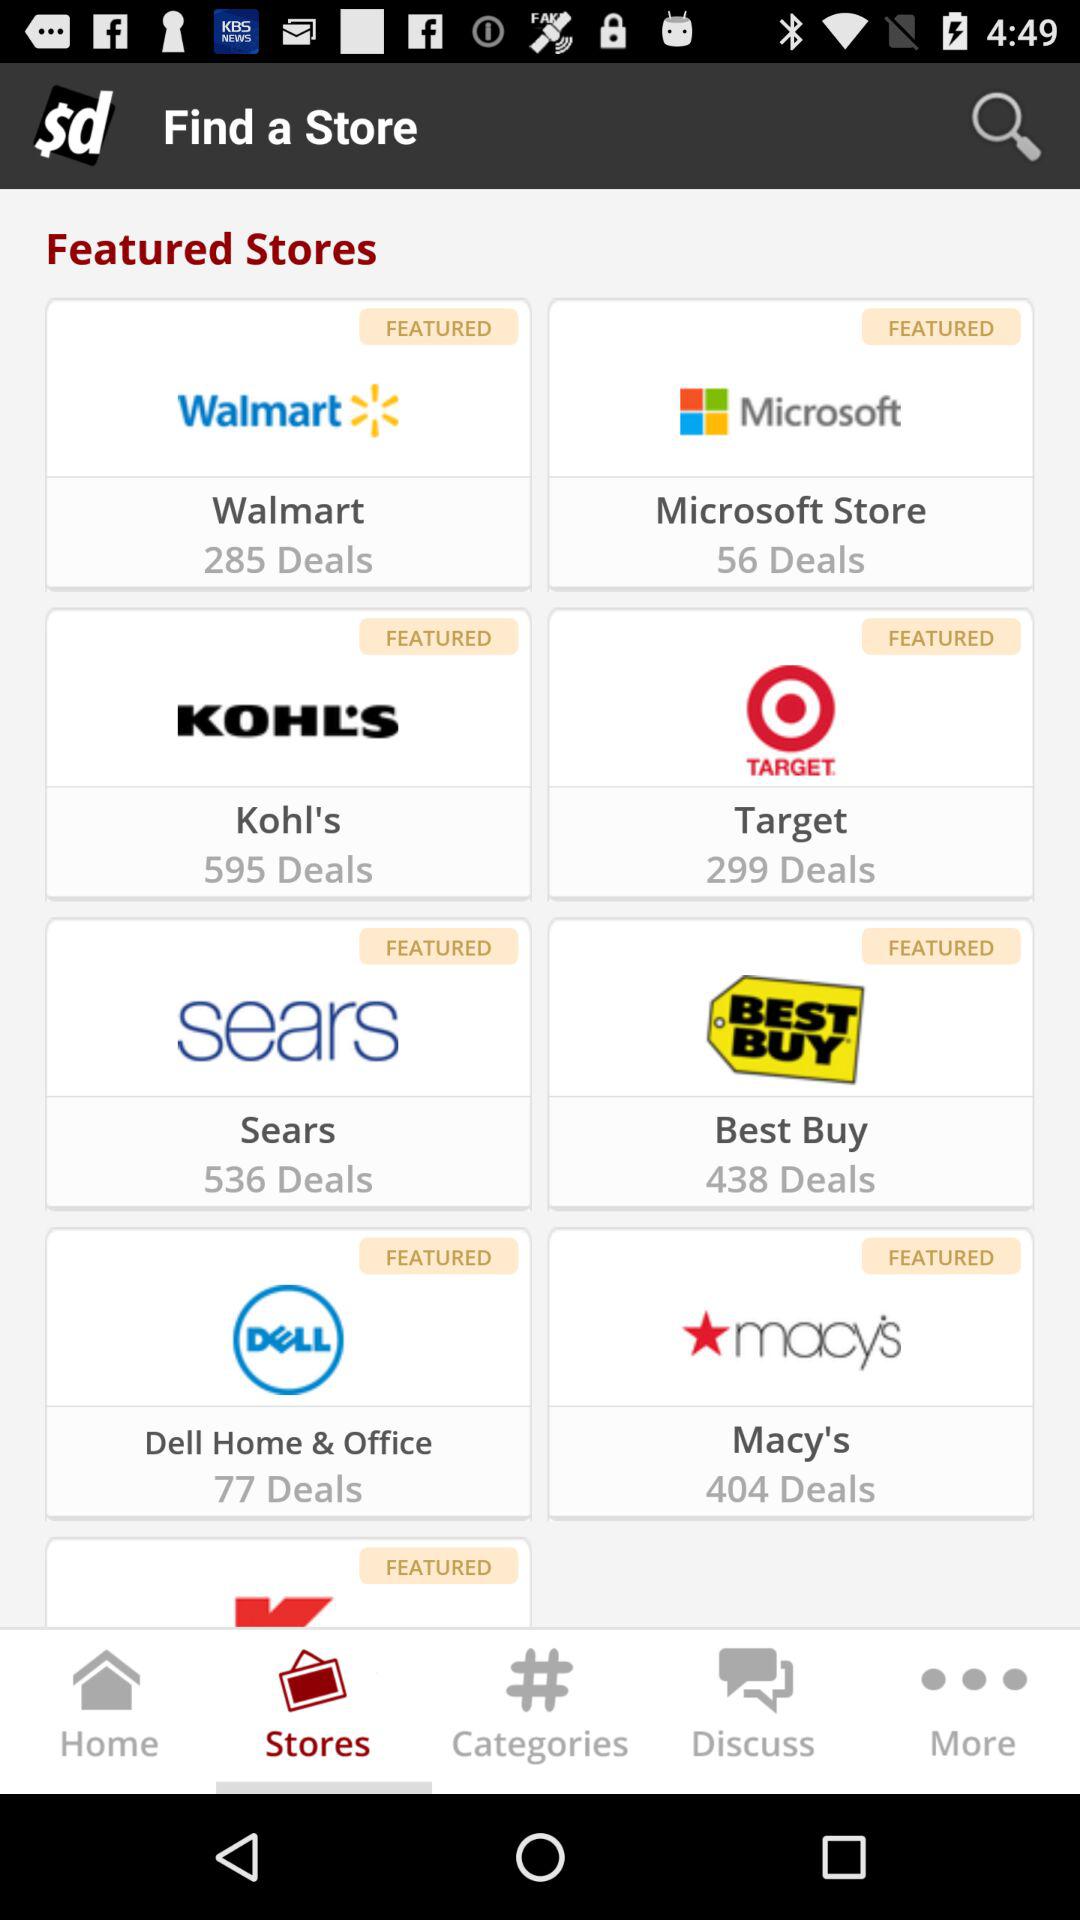 KBS
NEWS
FAKE
4:49
$d
Find a Store
Featured Stores
FEATURED
FEATURED
Walmart
Microsoft
Walmart
Microsoft Store
285 Deals
56 Deals
FEATURED
FEATURED
KOHL'S
TARGET
Kohl's
Target
595 Deals
299 Deals
FEATURED
FEATURED
sears
BEST
BUY
Sears
Best Buy
536 Deals
438 Deals
FEATURED
FEATURED
DELL
macy's
Dell Home & Office
Macy's
77 Deals
404 Deals
FEATURED
Home
Stores
Categories
Discuss
More